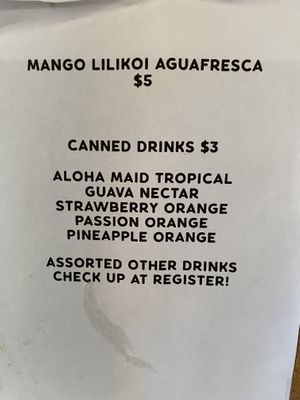 MANGO LILIKOI AGUAFRESCA
$5
CANNED DRINKS $3
ALOHA MAID TROPICAL
GUAVA NECTAR
STRAWBERRY ORANGE
PASSION ORANGE
PINEAPPLE ORANGE
ASSORTED OTHER DRINKS
CHECK UP AT REGISTER!